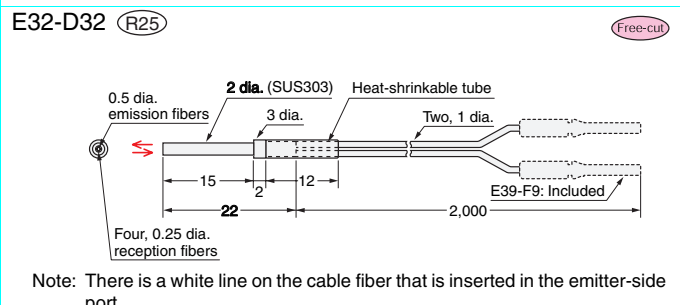 E32-D32 R25
Free-cut
0.5 dia.
emission fibers
2 dia. (SUS303)
Heat-shrinkable tube
3 dia.
Two, 1 dia.
15
2
12
E39-F9: Included
22
2,000
Four, 0.25 dia.
reception fibers
Note: There is a white line on the cable fiber that is inserted in the emitter-side
port